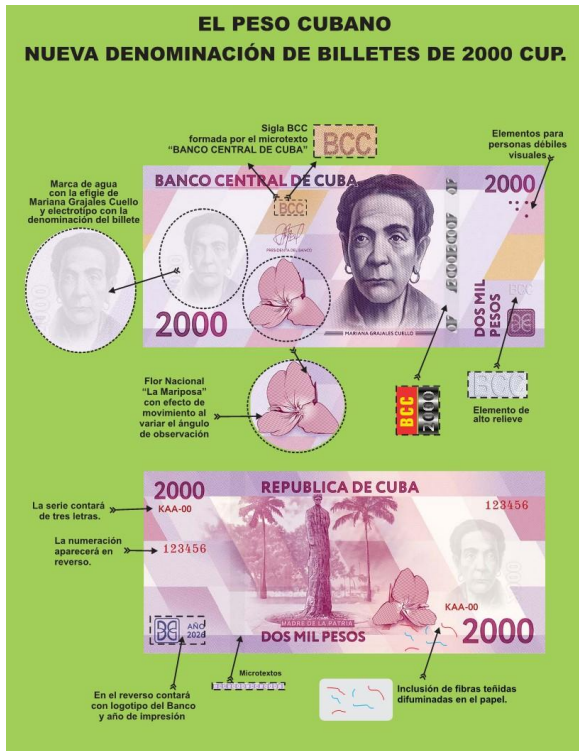 EL PESO CUBANO
NUEVA DENOMINACIÓN DE BILLETES DE 2000 CUP.
Sigla BCC
formada por el microtexto
“BANCO CENTRAL DE CUBA”
BCC
Elementos para
personas débiles
visuales
Marca de agua
con la efigie de
Mariana Grajales Cuello
y electrotipo con la
denominación del billete
BANCO CENTRAL DE CUBA
2000
BCC
PRESIDENTA DEL BANCO
BCC
DOS MIL
PESOS
2000
MARIANA GRAJALES CUELLO
Flor Nacional
“La Mariposa”
con efecto de
movimiento al
variar el ángulo
de observación
BCC
2000
BCC
Elemento de
alto relieve
2000
REPUBLICA DE CUBA
KAA-00
123456
La serie contará
de tres letras.
La numeración
aparecerá en
reverso.
123456
KAA-00
MADRE DE LA PATRIA
AÑO
2026
DOS MIL PESOS
2000
En el reverso contará
con logotipo del Banco
y año de impresión
Microtextos
Inclusión de fibras teñidas
difuminadas en el papel.